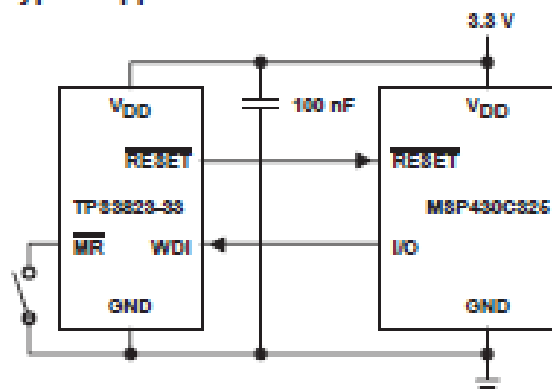 3.3 V
VDD
100 nF
VDD
RESET
RESET
TPS3823-33
MSP430C325
MR
WDI
I/O
GND
GND